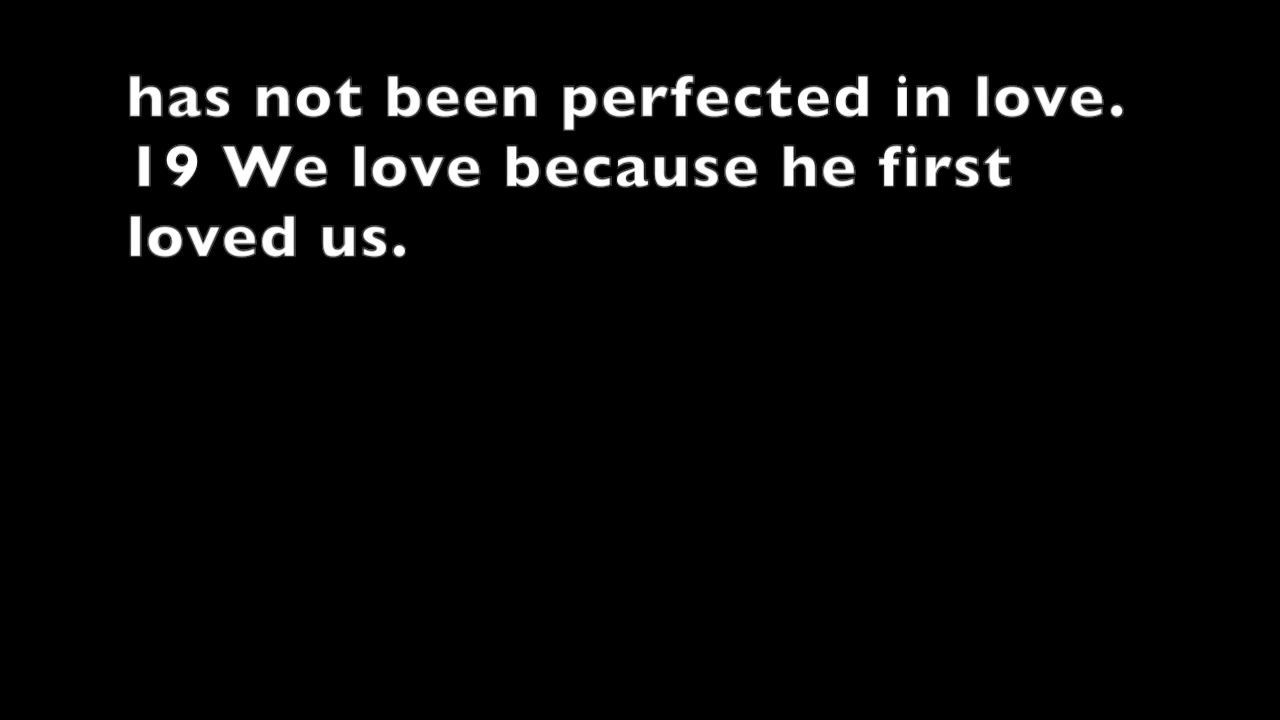 has not been perfected in love.
19 We love because he first
loved us.